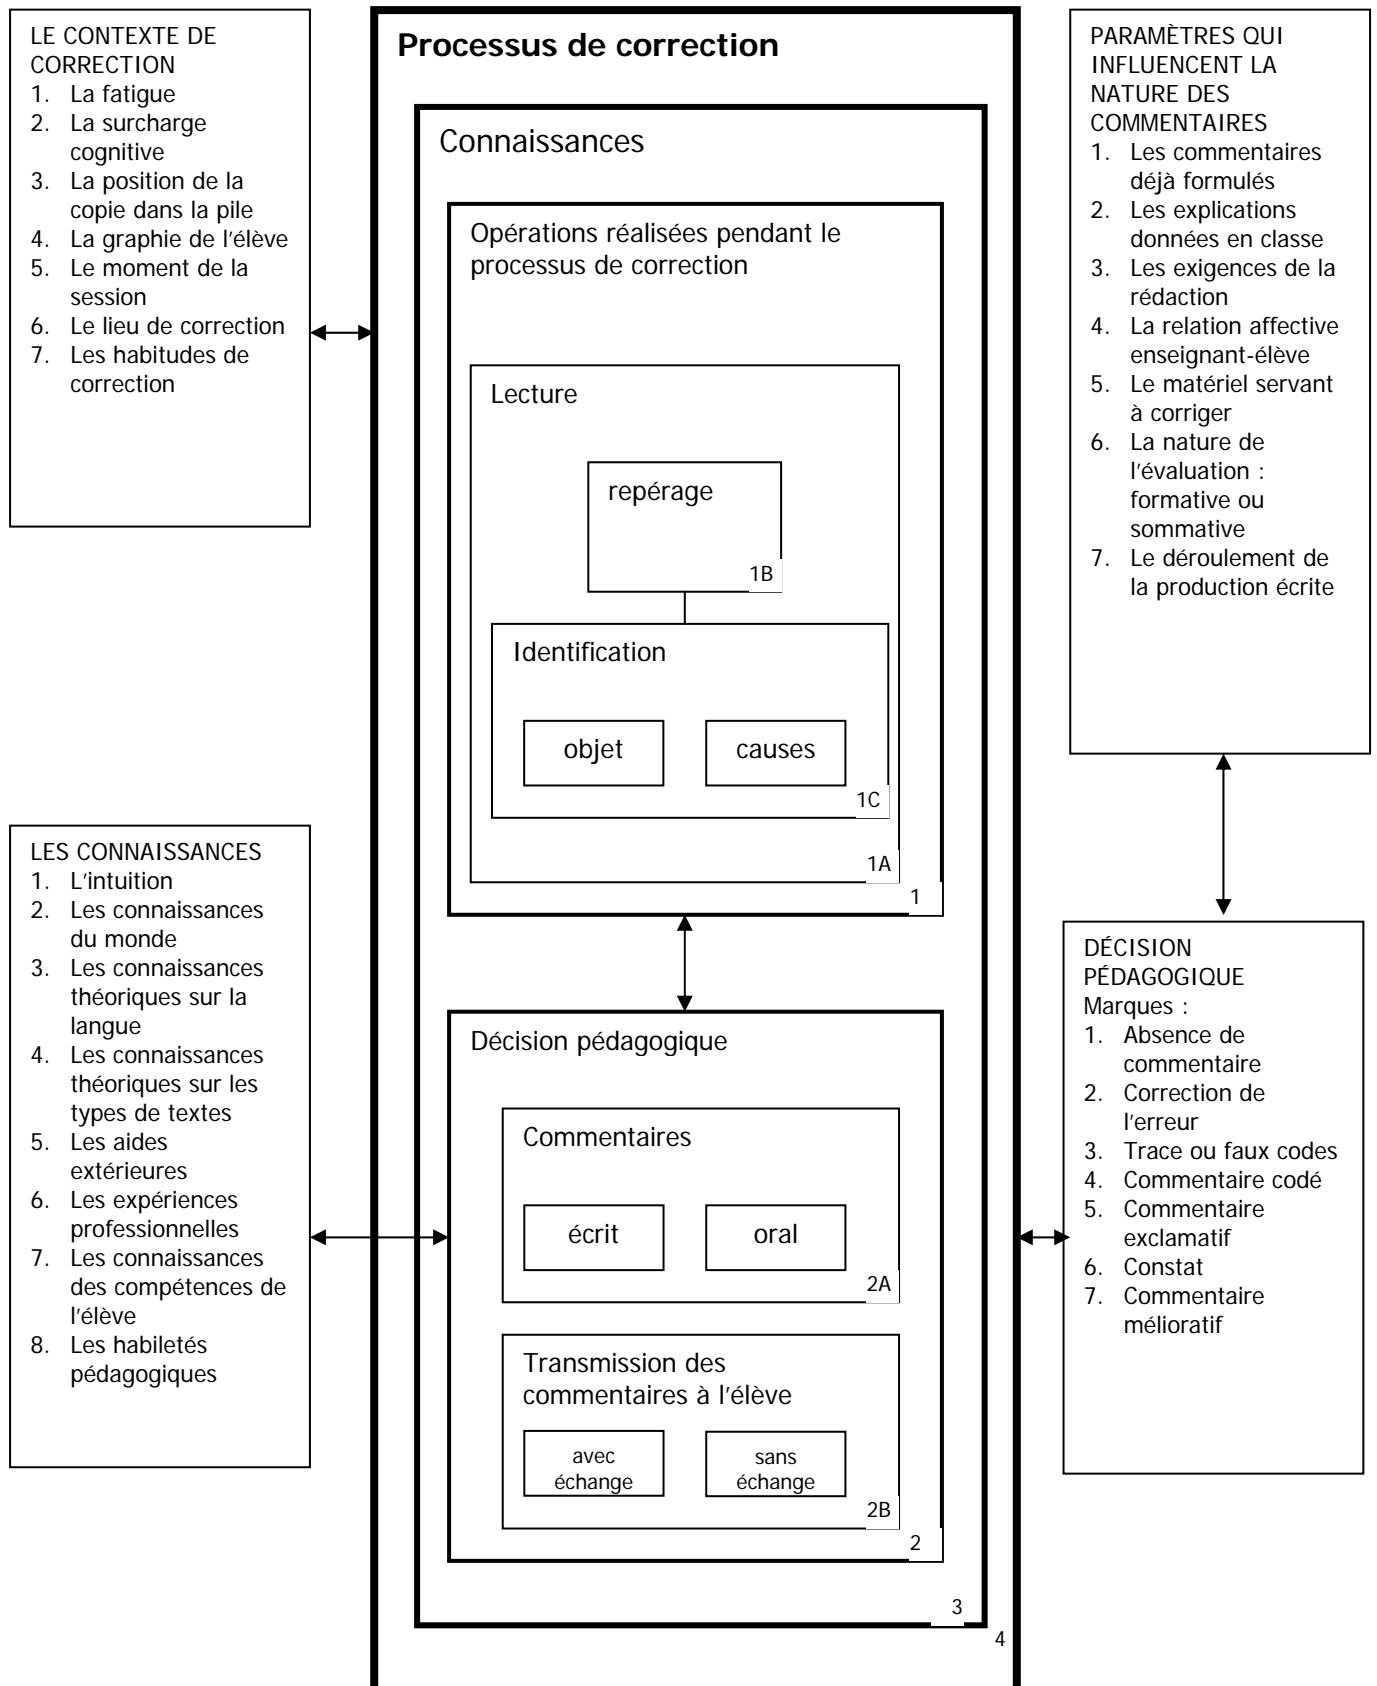 LE CONTEXTE DE
CORRECTION
1. La fatigue
2. La surcharge
cognitive
3. La position de la
copie dans la pile
4. La graphie de l'élève
5. Le moment de la
session
6. Le lieu de correction
7. Les habitudes de
correction
LES CONNAISSANCES
1. L'intuition
2. Les connaissances
du monde
3. Les connaissances
théoriques sur la
langue
4. Les connaissances
théoriques sur les
types de textes
5. Les aides
extérieures
6. Les expériences
professionnelles
7. Les connaissances
des compétences de
l'élève
8. Les habiletés
pédagogiques
Processus de correction
Connaissances
Opérations réalisées pendant le
processus de correction
Lecture
repérage
1B
Identification
objet
causes
1C
1A
1
Décision pédagogique
Commentaires
écrit
oral
2A
Transmission des
commentaires à l'élève
avec
échange
sans
échange
2B
2
3
4
PARAMÈTRES QUI
INFLUENCENT LA
NATURE DES
COMMENTAIRES
1. Les commentaires
déjà formulés
2. Les explications
données en classe
3. Les exigences de la
rédaction
4. La relation affective
enseignant-élève
5. Le matériel servant
à corriger
6. La nature de
l'évaluation :
formative ou
sommative
7. Le déroulement de
la production écrite
DÉCISION
PÉDAGOGIQUE
Marques :
1. Absence de
commentaire
2. Correction de
l'erreur
3. Trace ou faux codes
4. Commentaire codé
5. Commentaire
exclamatif
6. Constat
7. Commentaire
mélioratif